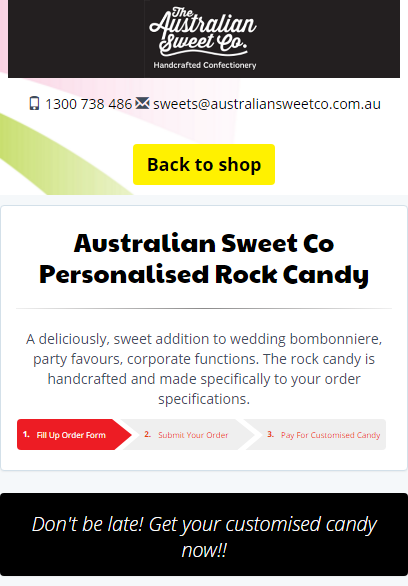 The
Australian
Sweet Co.
Handcrafted Confectionery
1300 738 486 sweets@australiansweetco.com.au
Back to shop
Australian Sweet Co
Personalised Rock Candy
A deliciously, sweet addition to wedding bombonniere,
party favours, corporate functions. The rock candy is
handcrafted and made specifically to your order
specifications.
1. Fill Up Order Form 2. Submit Your Order 3. Pay For Customised Candy
Don't be late! Get your customised candy
now!!